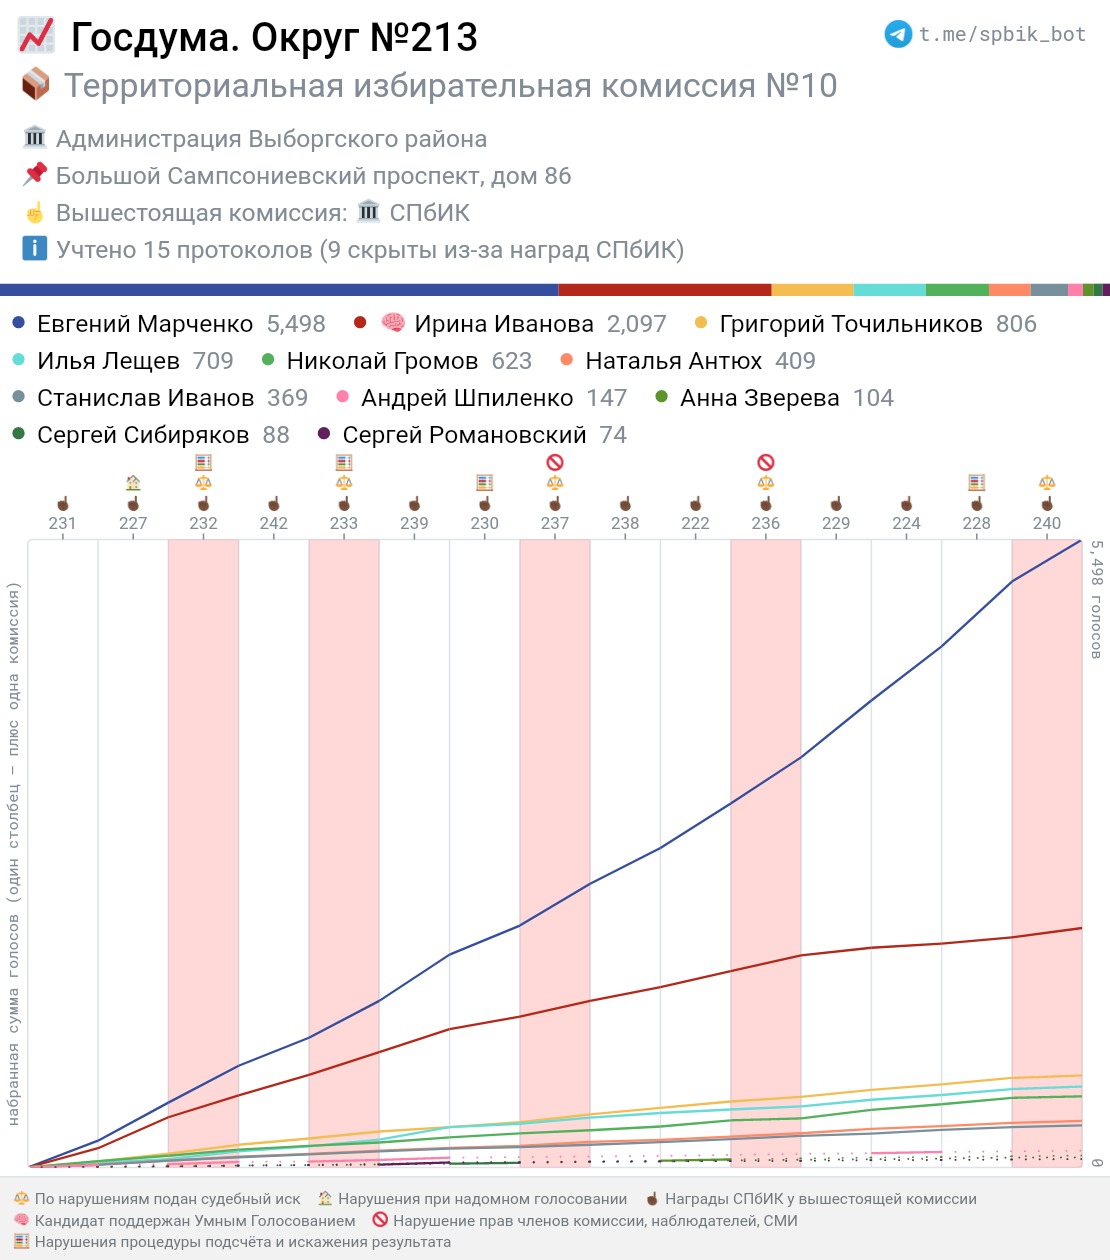 Госдума. Округ №213
t.me/spbik_bot
Территориальная избирательная комиссия №10
Администрация Выборгского района
Большой Сампсониевский проспект, дом 86
Вышестоящая комиссия: СПбИК
Учтено 15 протоколов (9 скрыты из-за наград СПбИК)
Евгений Марченко 5,498 Ирина Иванова 2,097 Григорий Точильников 806
Илья Лещев 709 Николай Громов 623 Наталья Антюх 409
Станислав Иванов 369 Андрей Шпиленко 147 Анна Зверева 104
Сергей Сибиряков 88 Сергей Романовский 74
231 227 232 242 233 239 230 237 238 222 236 229 224 228 240
набранная сумма голосов (один столбец — плюс одна комиссия)
5,498 голосов
0
По нарушениям подан судебный иск Нарушения при надомном голосовании Награды СПбИК у вышестоящей комиссии
Кандидат поддержан Умным Голосованием Нарушение прав членов комиссии, наблюдателей, СМИ
Нарушения процедуры подсчёта и искажения результата